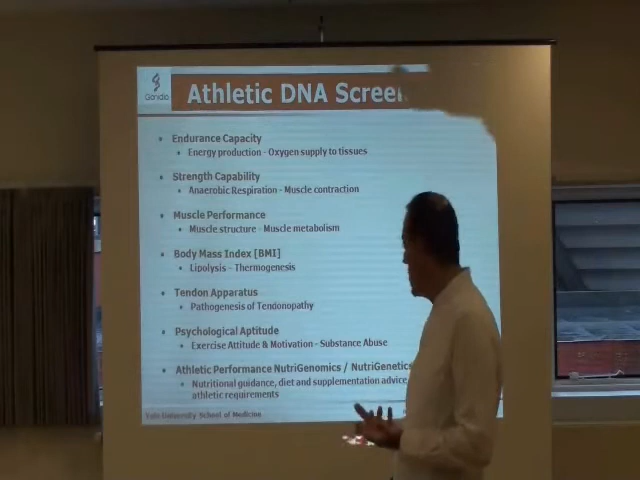 Gonidio
Athletic DNA Screen
• Endurance Capacity
• Energy production - Oxygen supply to tissues
• Strength Capability
• Anaerobic Respiration - Muscle contraction
• Muscle Performance
• Muscle structure - Muscle metabolism
• Body Mass Index [BMI]
• Lipolysis - Thermogenesis
• Tendon Apparatus
• Pathogenesis of Tendonopathy
• Psychological Aptitude
• Exercise Attitude & Motivation - Substance Abuse
• Athletic Performance NutriGenomics / NutriGenetics
• Nutritional guidance, diet and supplementation advice
athletic requirements
University School of Medicine